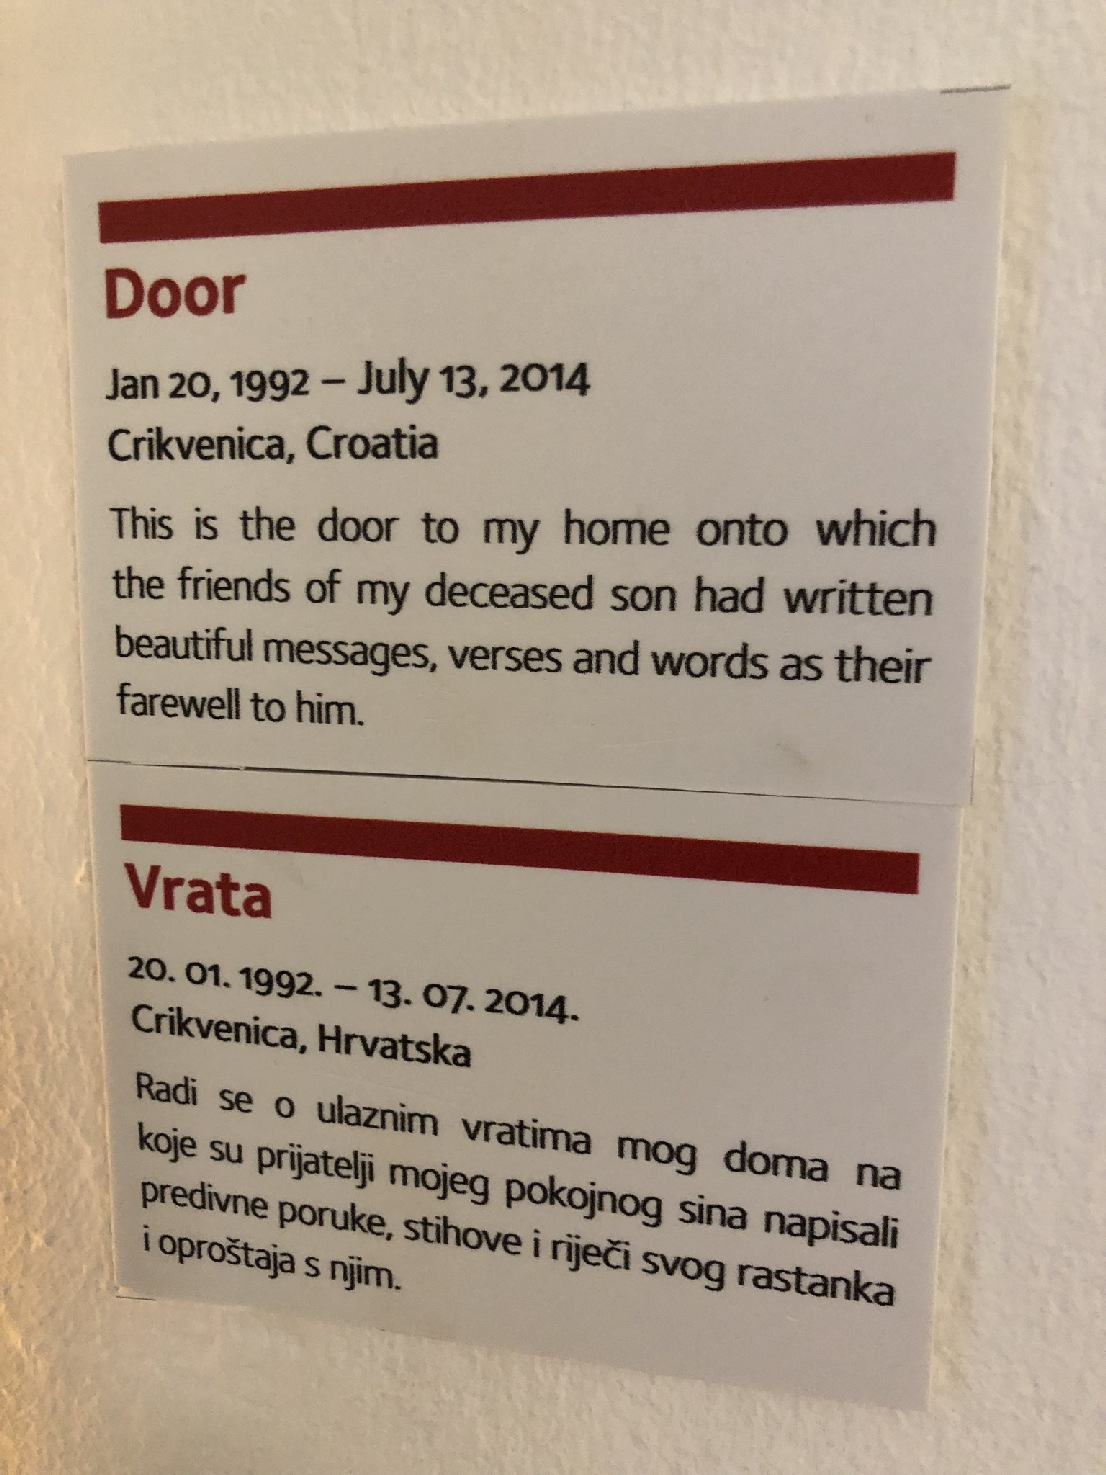 Door
Jan 20, 1992 – July 13, 2014
Crikvenica, Croatia
This is the door to my home onto which
the friends of my deceased son had written
beautiful messages, verses and words as their
farewell to him.
Vrata
20. 01. 1992. – 13. 07. 2014.
Crikvenica, Hrvatska
Radi se o ulaznim vratima mog doma na
koje su prijatelji mojeg pokojnog sina napisali
predivne poruke, stihove i riječi svog rastanka
i oproštaja s njim.